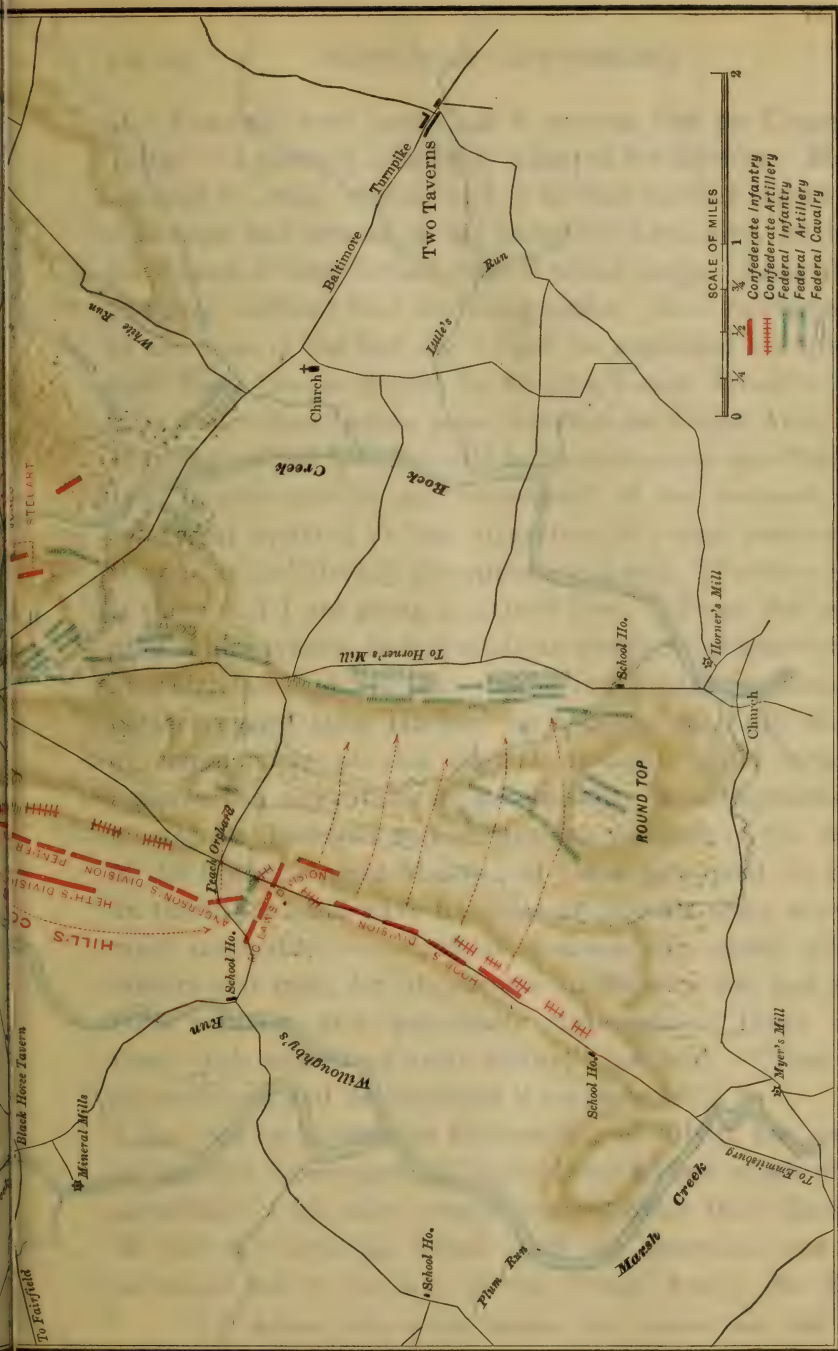 To Fairfield
Black Horse Tavern
Mineral Mills
HILL'S CO
HETH'S DIVISI
ANDERSON'S DIVISION
PENDER
STEUART
White Run
Baltimore Turnpike
Two Taverns
Little's Run
Church
Rock Creek
To Horner's Mill
Peach Orchard
School Ho.
Willoughby's Run
HOOD'S DIVISION
ROUND TOP
School Ho.
Horner's Mill
Church
School Ho.
School Ho.
Plum Run
Marsh Creek
Myer's Mill
To Emmitsburg
SCALE OF MILES
0 ¼ ½ ¾ 1 2
Confederate Infantry
Confederate Artillery
Federal Infantry
Federal Artillery
Federal Cavalry